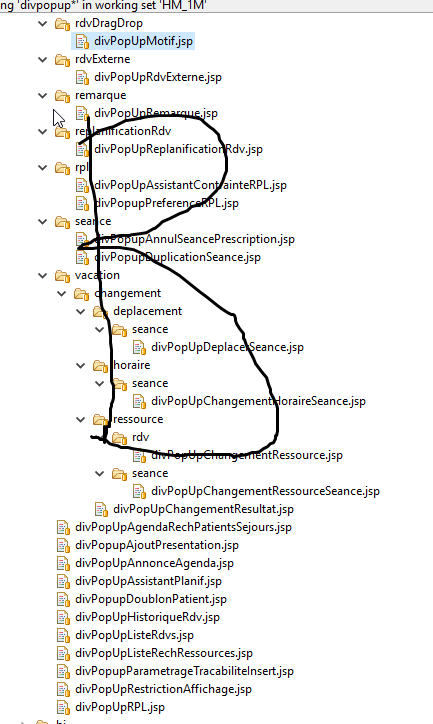 ng 'divpopup*' in working set 'HM_1M'
rdvDragDrop
divPopUpMotif.jsp
rdvExterne
divPopUpRdvExterne.jsp
remarque
divPopUpRemarque.jsp
replanificationRdv
divPopUpReplanificationRdv.jsp
rpl
divPopUpAssistantContrainteRPL.jsp
divPopupPreferenceRPL.jsp
seance
divPopupAnnulSeancePrescription.jsp
divPopupDuplicationSeance.jsp
vacation
changement
deplacement
seance
divPopUpDeplacerSeance.jsp
horaire
seance
divPopUpChangementHoraireSeance.jsp
ressource
rdv
divPopUpChangementRessource.jsp
seance
divPopUpChangementRessourceSeance.jsp
divPopUpChangementResultat.jsp
divPopUpAgendaRechPatientsSejours.jsp
divPopupAjoutPresentation.jsp
divPopUpAnnonceAgenda.jsp
divPopUpAssistantPlanif.jsp
divPopupDoublonPatient.jsp
divPopUpHistoriqueRdv.jsp
divPopUpListeRdvs.jsp
divPopUpListeRechRessources.jsp
divPopupParametrageTracabiliteInsert.jsp
divPopUpRestrictionAffichage.jsp
divPopUpRPL.jsp